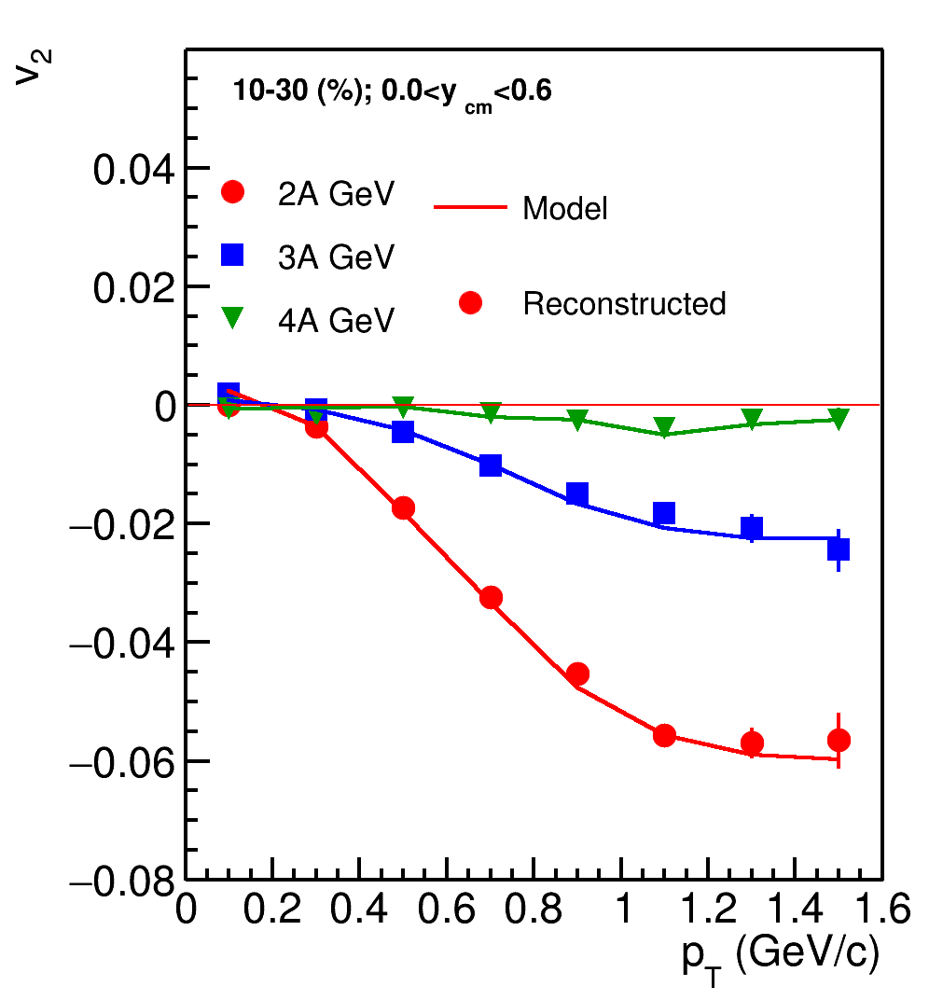 v2
10-30 (%); 0.0<ycm<0.6
2A GeV
3A GeV
4A GeV
Model
Reconstructed
0.04
0.02
0
−0.02
−0.04
−0.06
−0.08
0 0.2 0.4 0.6 0.8 1 1.2 1.4 1.6
pT (GeV/c)